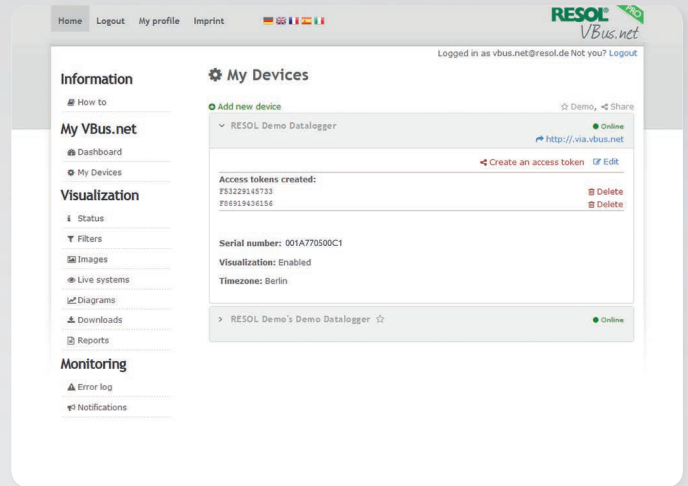 Home Logout My profile Imprint
RESOL® PRO
VBus.net
Logged in as vbus.net@resol.de Not you? Logout
Information
How to
My VBus.net
Dashboard
My Devices
Visualization
Status
Filters
Images
Live systems
Diagrams
Downloads
Reports
Monitoring
Error log
Notifications
My Devices
Add new device
Demo, Share
RESOL Demo Datalogger Online
http://.via.vbus.net
Create an access token Edit
Access tokens created:
F53229145733 Delete
F86919436156 Delete
Serial number: 001A770500C1
Visualization: Enabled
Timezone: Berlin
RESOL Demo's Demo Datalogger Online